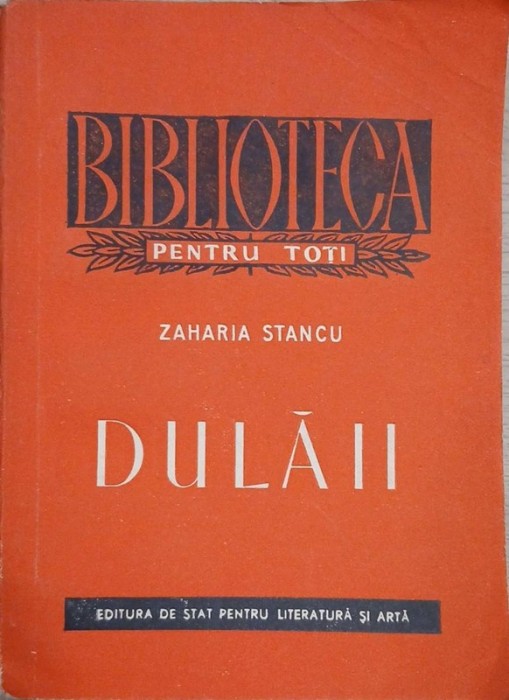 BIBLIOTECA
PENTRU TOȚI
ZAHARIA STANCU
DULĂII
EDITURA DE STAT PENTRU LITERATURĂ ȘI ARTĂ